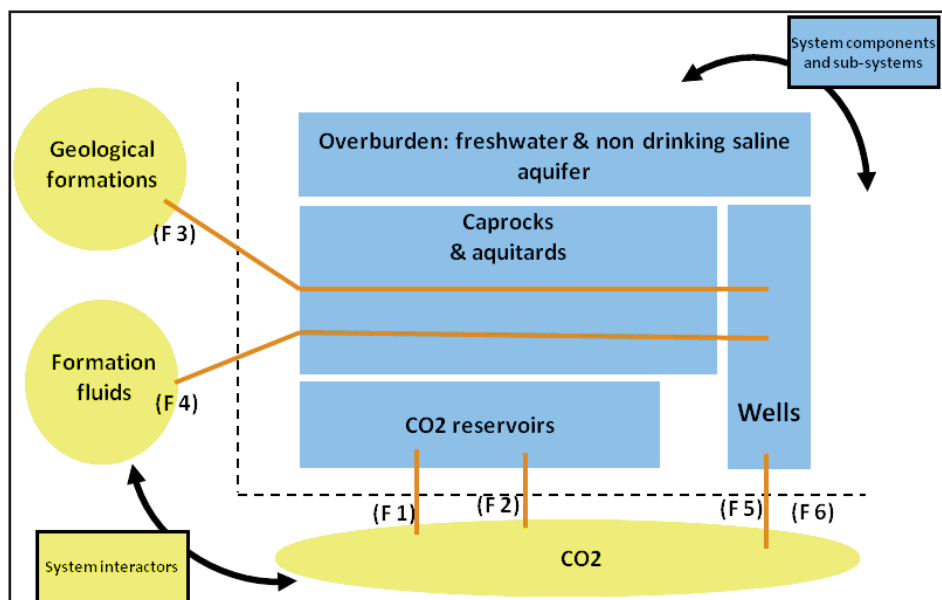 System components
and sub-systems
Geological
formations
(F 3)
Overburden: freshwater & non drinking saline
aquifer
Caprocks
& aquitards
Formation
fluids
(F 4)
CO2 reservoirs
Wells
(F 1)
(F 2)
(F 5)
(F 6)
CO2
System interactors